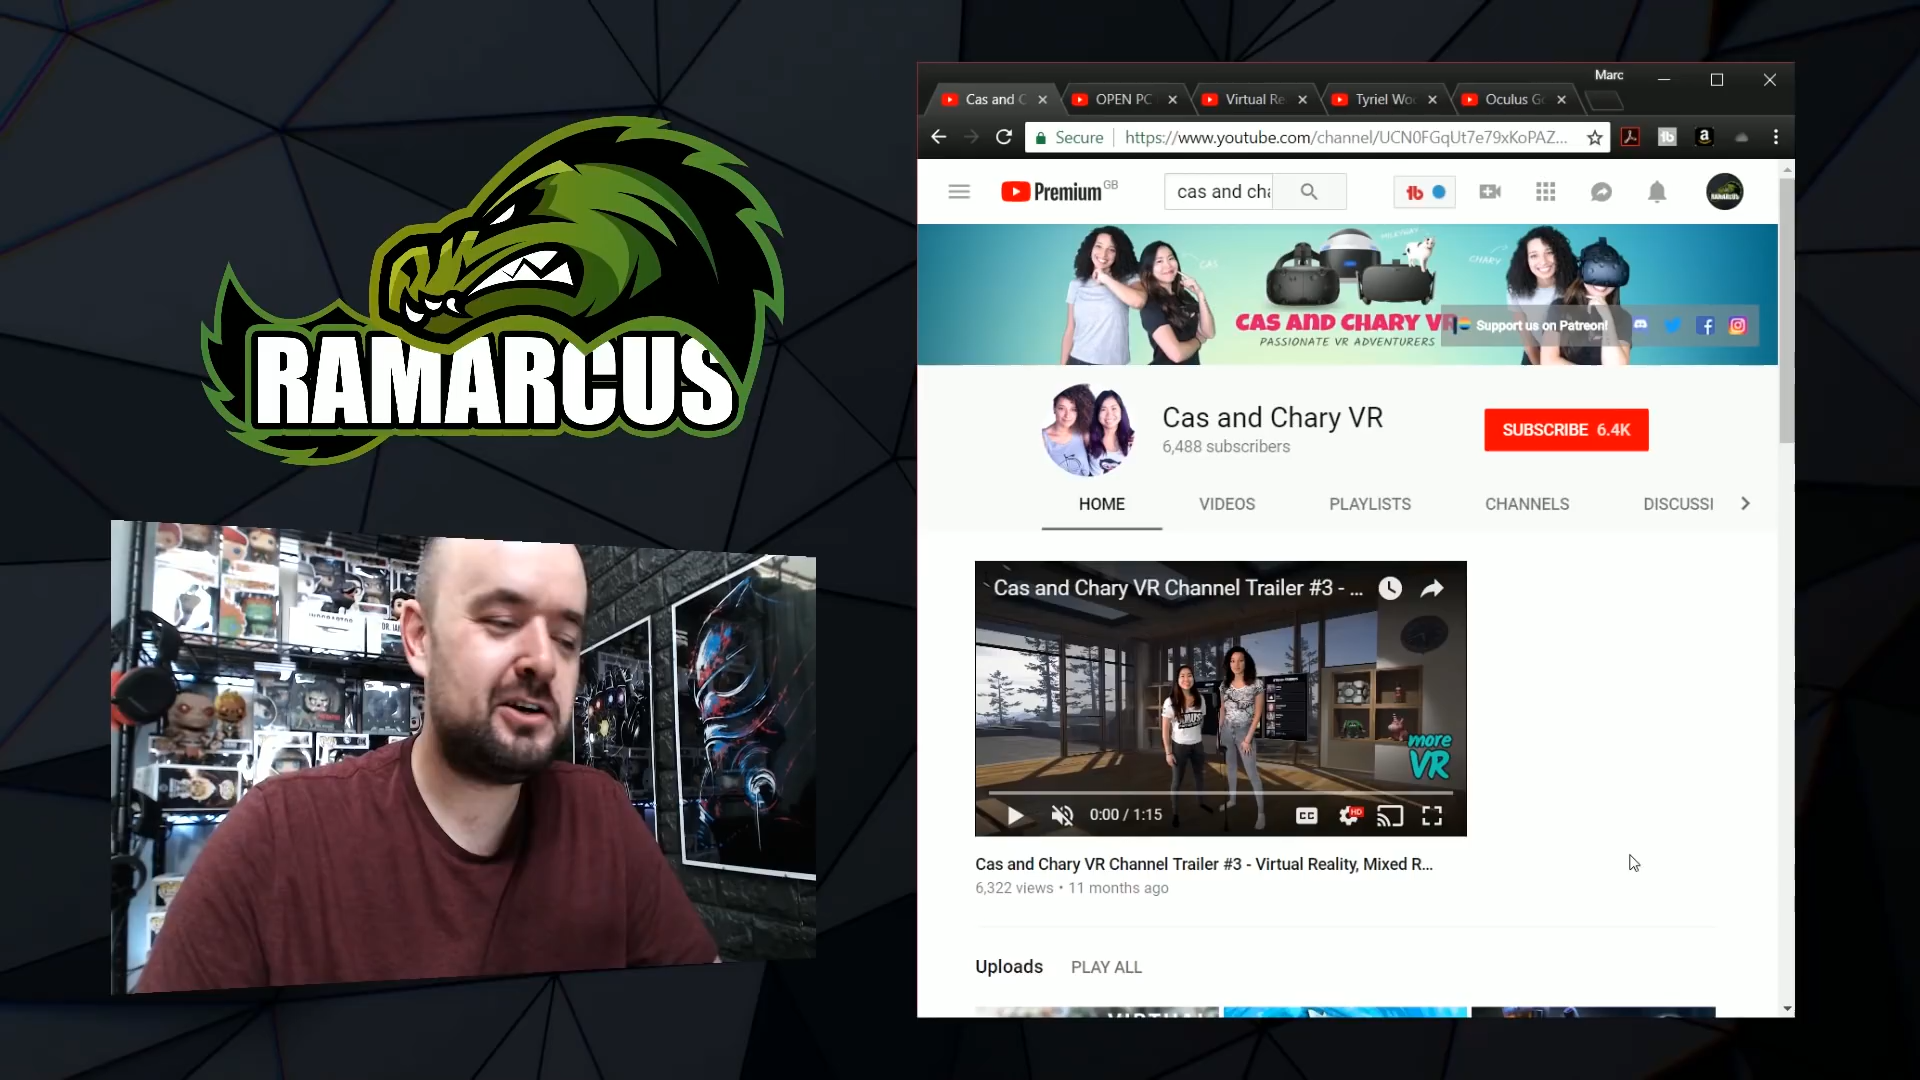 RAMARCUS
Marc
Cas and C
OPEN PC
Virtual Re
Tyriel Wo
Oculus G
Secure
https://www.youtube.com/channel/UCN0FGqUt7e79xKoPAZ...
Premium GB
cas and cha
CAS
CHARY
CAS AND CHARY VR
PASSIONATE VR ADVENTURERS
Support us on Patreon!
Cas and Chary VR
6,488 subscribers
SUBSCRIBE 6.4K
HOME
VIDEOS
PLAYLISTS
CHANNELS
DISCUSSI
Cas and Chary VR Channel Trailer #3 - ...
more
VR
0:00 / 1:15
CC
HD
Cas and Chary VR Channel Trailer #3 - Virtual Reality, Mixed R...
6,322 views • 11 months ago
Uploads
PLAY ALL